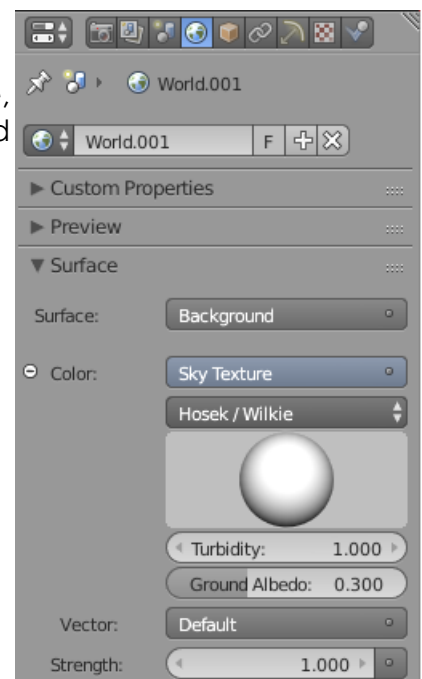 World.001
,
d
World.001 F
Custom Properties
Preview
Surface
Surface: Background
Color: Sky Texture
Hosek / Wilkie
Turbidity: 1.000
Ground Albedo: 0.300
Vector: Default
Strength: 1.000